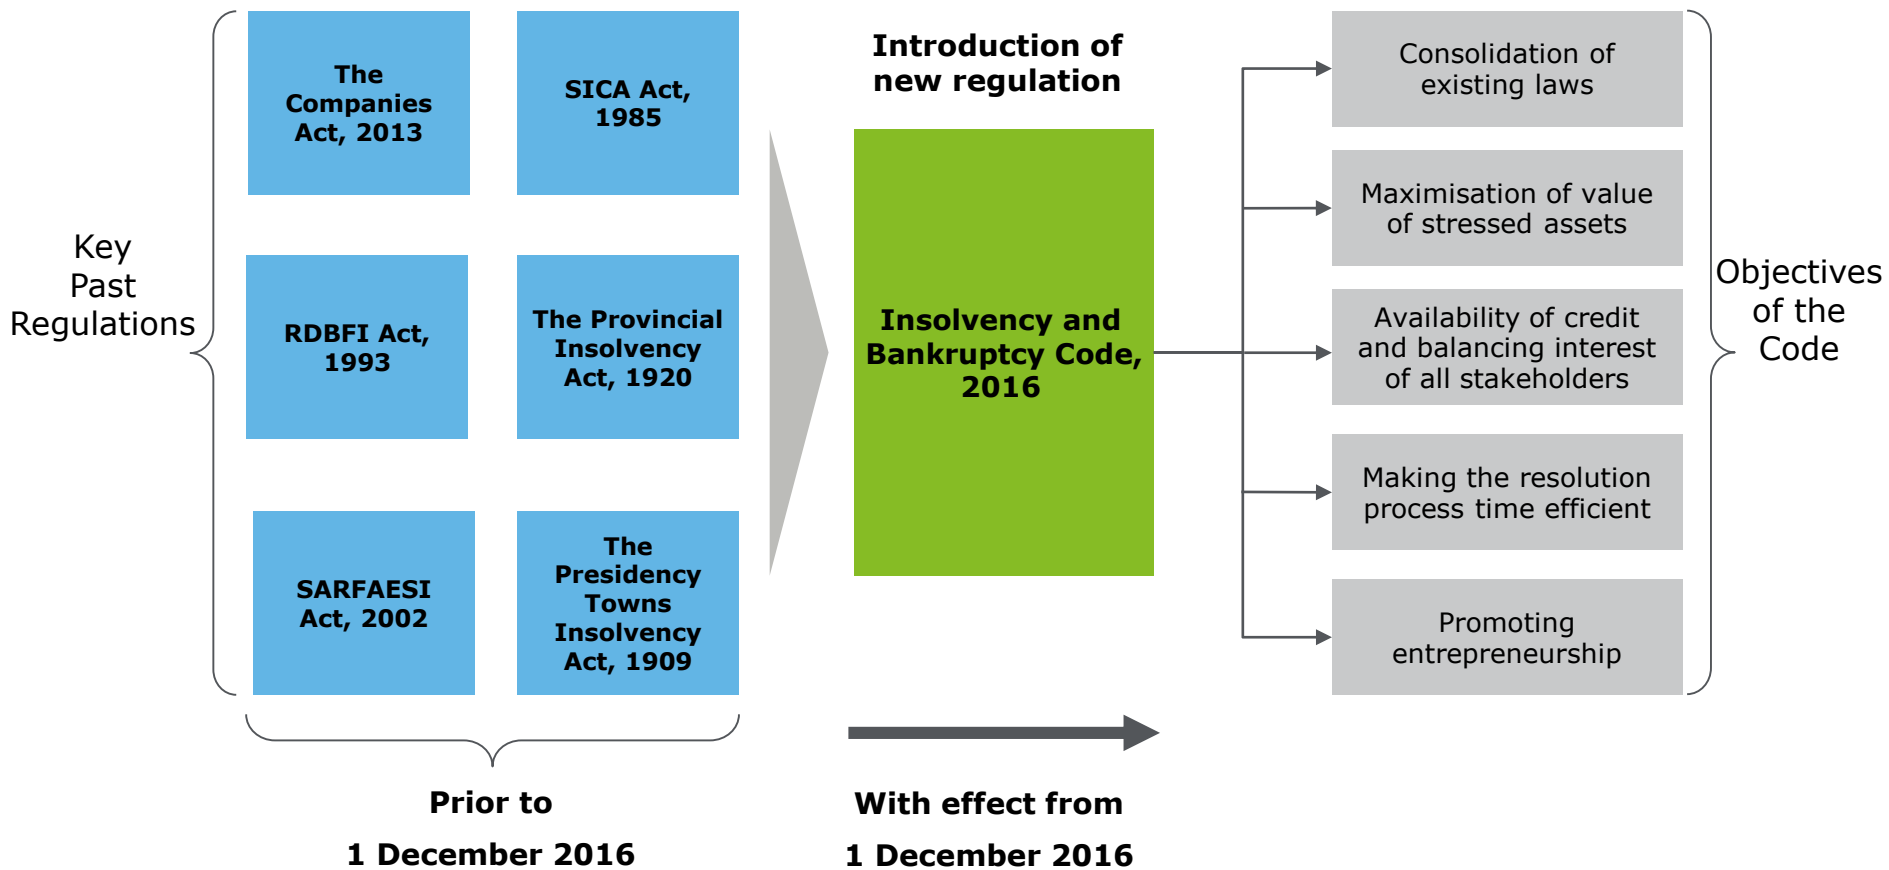 Key
Past
Regulations
The
Companies
Act, 2013
SICA Act,
1985
RDBFI Act,
1993
The Provincial
Insolvency
Act, 1920
SARFAESI
Act, 2002
The
Presidency
Towns
Insolvency
Act, 1909
Prior to
1 December 2016
Introduction of
new regulation
Insolvency and
Bankruptcy Code,
2016
With effect from
1 December 2016
Consolidation of
existing laws
Maximisation of value
of stressed assets
Availability of credit
and balancing interest
of all stakeholders
Making the resolution
process time efficient
Promoting
entrepreneurship
Objectives
of the
Code